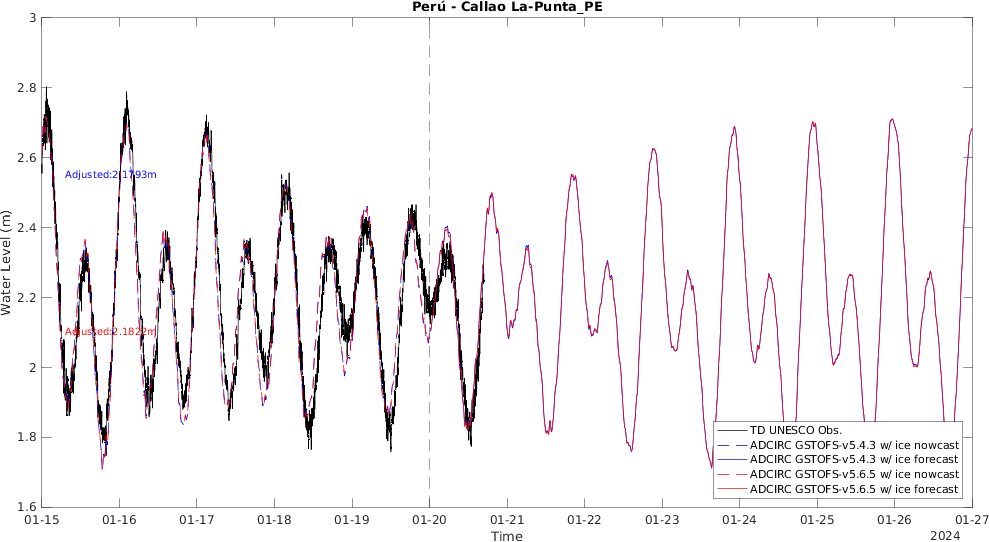 Perú - Callao La-Punta_PE
3
2.8
2.6
2.4
2.2
2
1.8
1.6
Water Level (m)
Adjusted:2.1793m
Adjusted:2.1822m
TD UNESCO Obs.
ADCIRC GSTOFS-v5.4.3 w/ ice nowcast
ADCIRC GSTOFS-v5.4.3 w/ ice forecast
ADCIRC GSTOFS-v5.6.5 w/ ice nowcast
ADCIRC GSTOFS-v5.6.5 w/ ice forecast
01-15 01-16 01-17 01-18 01-19 01-20 01-21 01-22 01-23 01-24 01-25 01-26 01-27
Time
2024